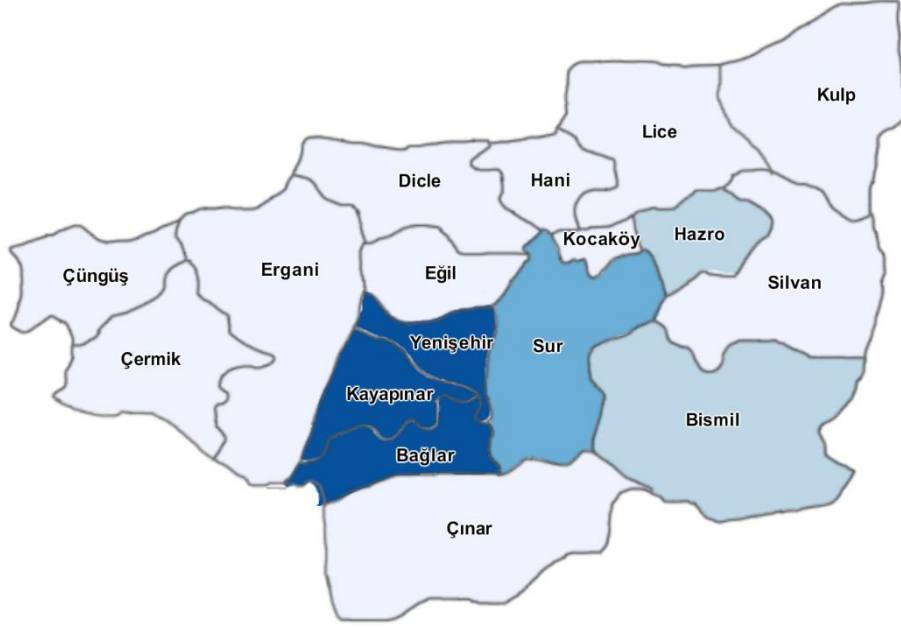 Kulp
Lice
Dicle
Hani
Kocaköy
Hazro
Çüngüş
Ergani
Eğil
Silvan
Çermik
Yenişehir
Sur
Kayapınar
Bismil
Bağlar
Çınar